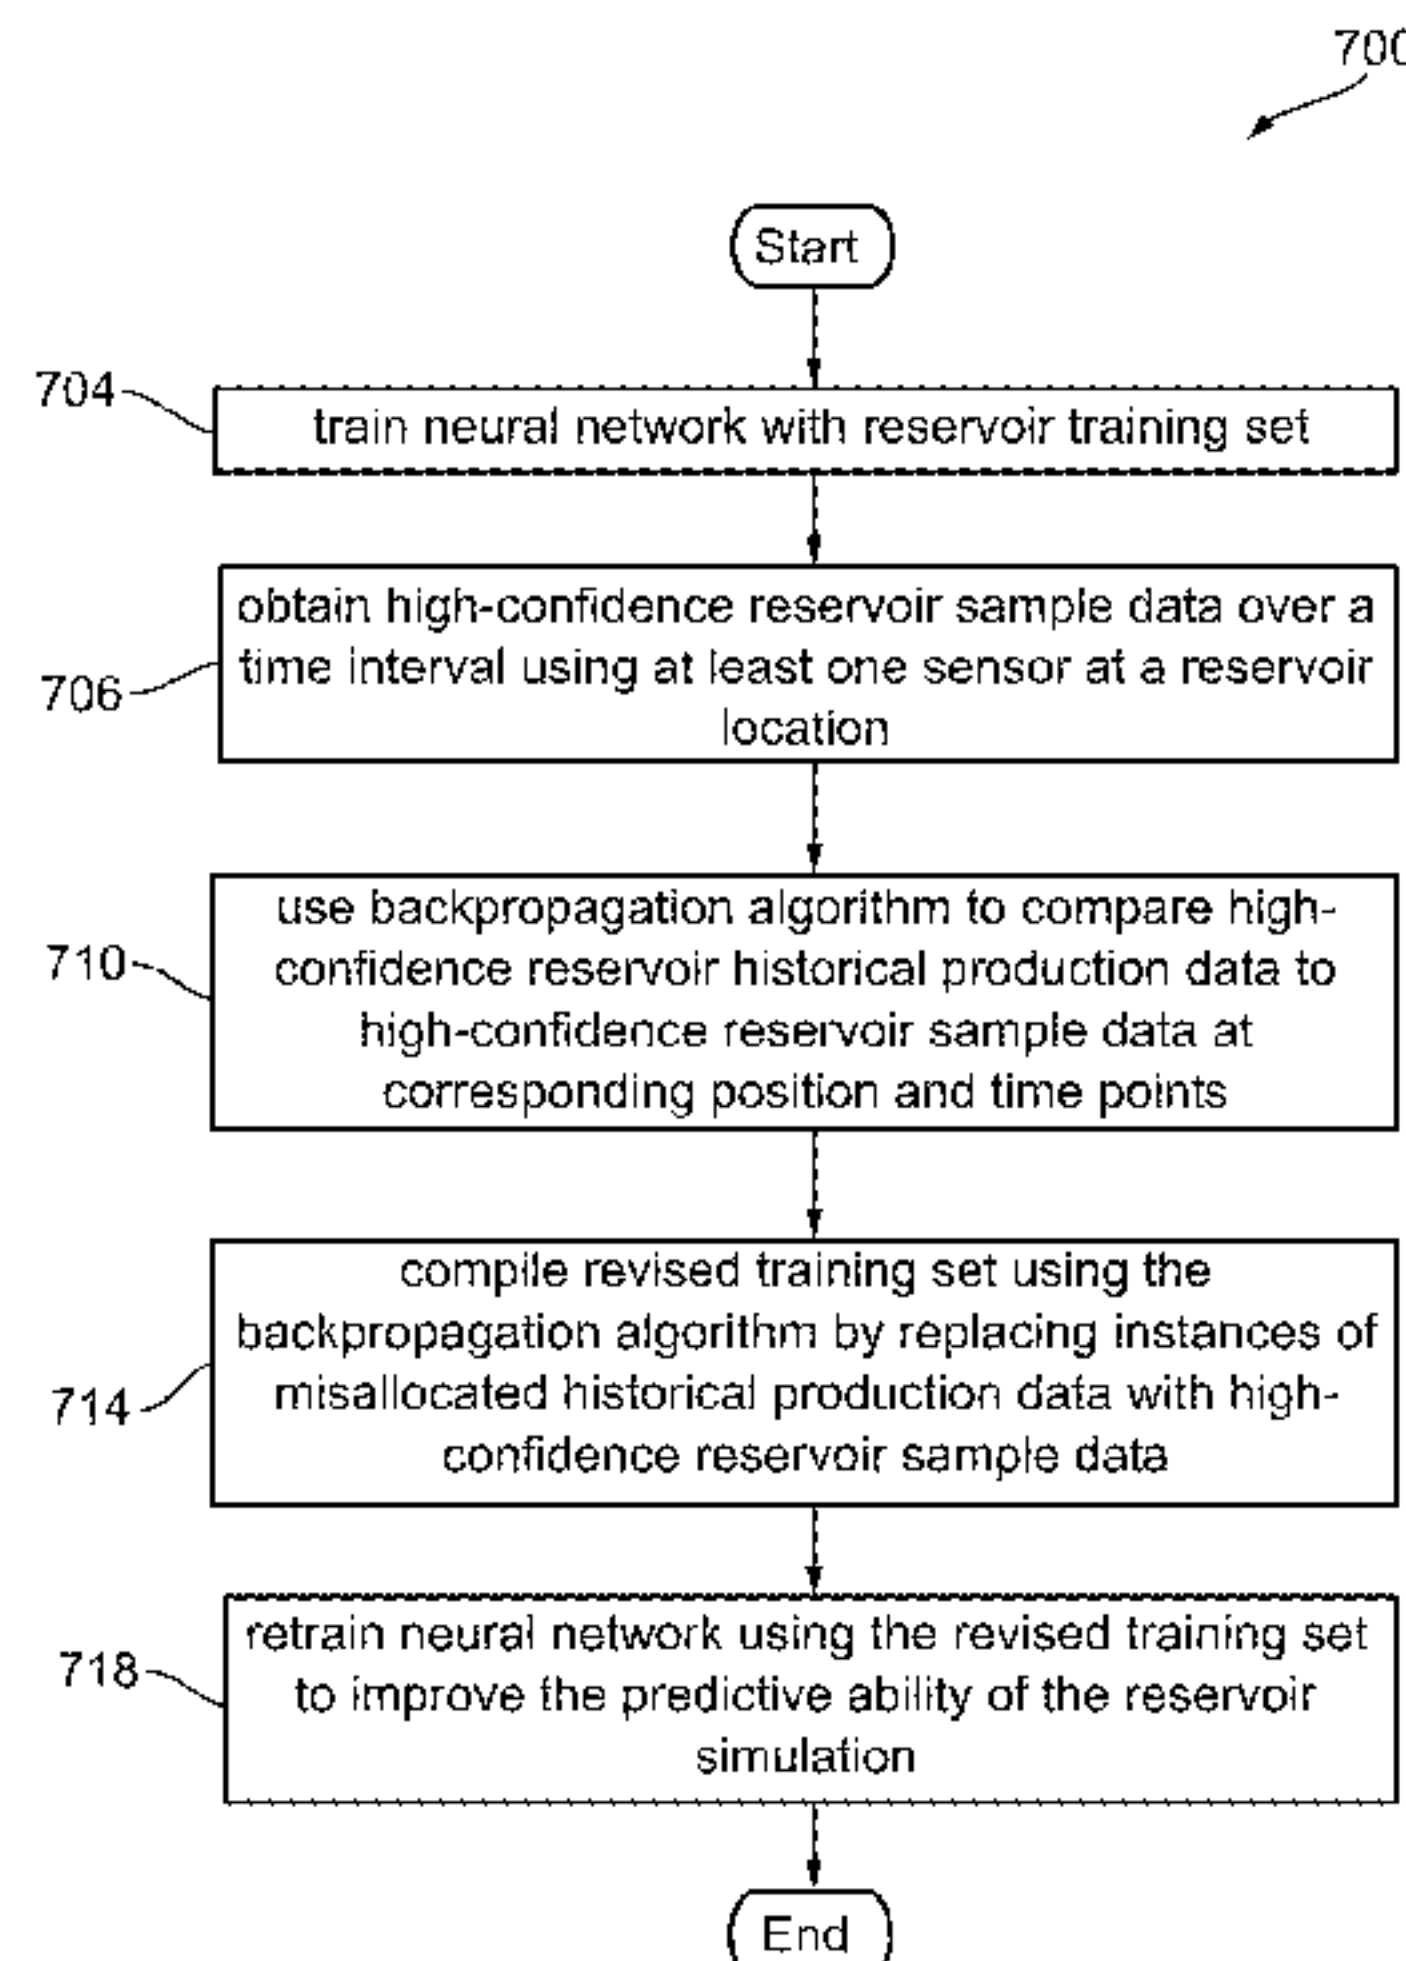 700
Start
704
train neural network with reservoir training set
obtain high-confidence reservoir sample data over a
time interval using at least one sensor at a reservoir
706
location
use backpropagation algorithm to compare high-
710
confidence reservoir historical production data to
high-confidence reservoir sample data at
corresponding position and time points
compile revised training set using the
backpropagation algorithm by replacing instances of
714
misallocated historical production data with high-
confidence reservoir sample data
retrain neural network using the revised training set
718
to improve the predictive ability of the reservoir
simulation
End